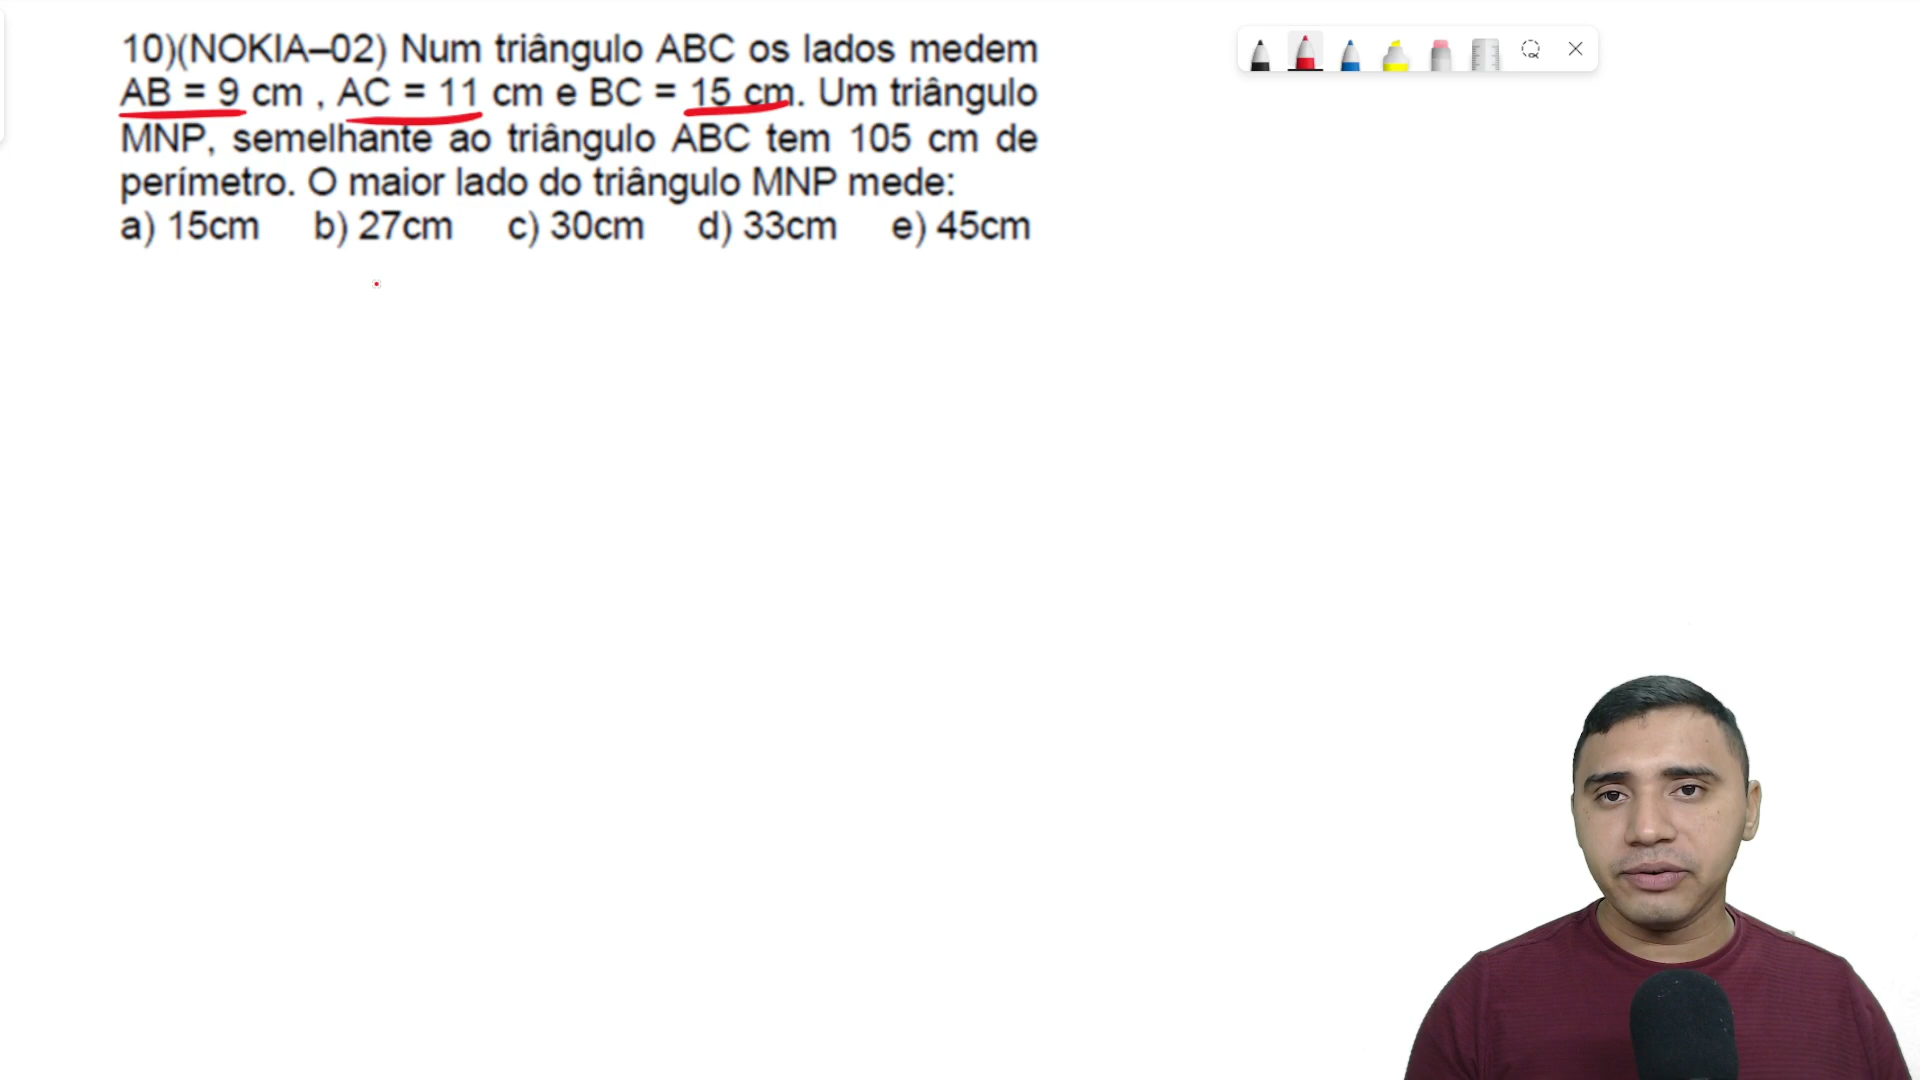 10)(NOKIA–02) Num triângulo ABC os lados medem
AB = 9 cm , AC = 11 cm e BC = 15 cm. Um triângulo
MNP, semelhante ao triângulo ABC tem 105 cm de
perímetro. O maior lado do triângulo MNP mede:
a) 15cm b) 27cm c) 30cm d) 33cm e) 45cm